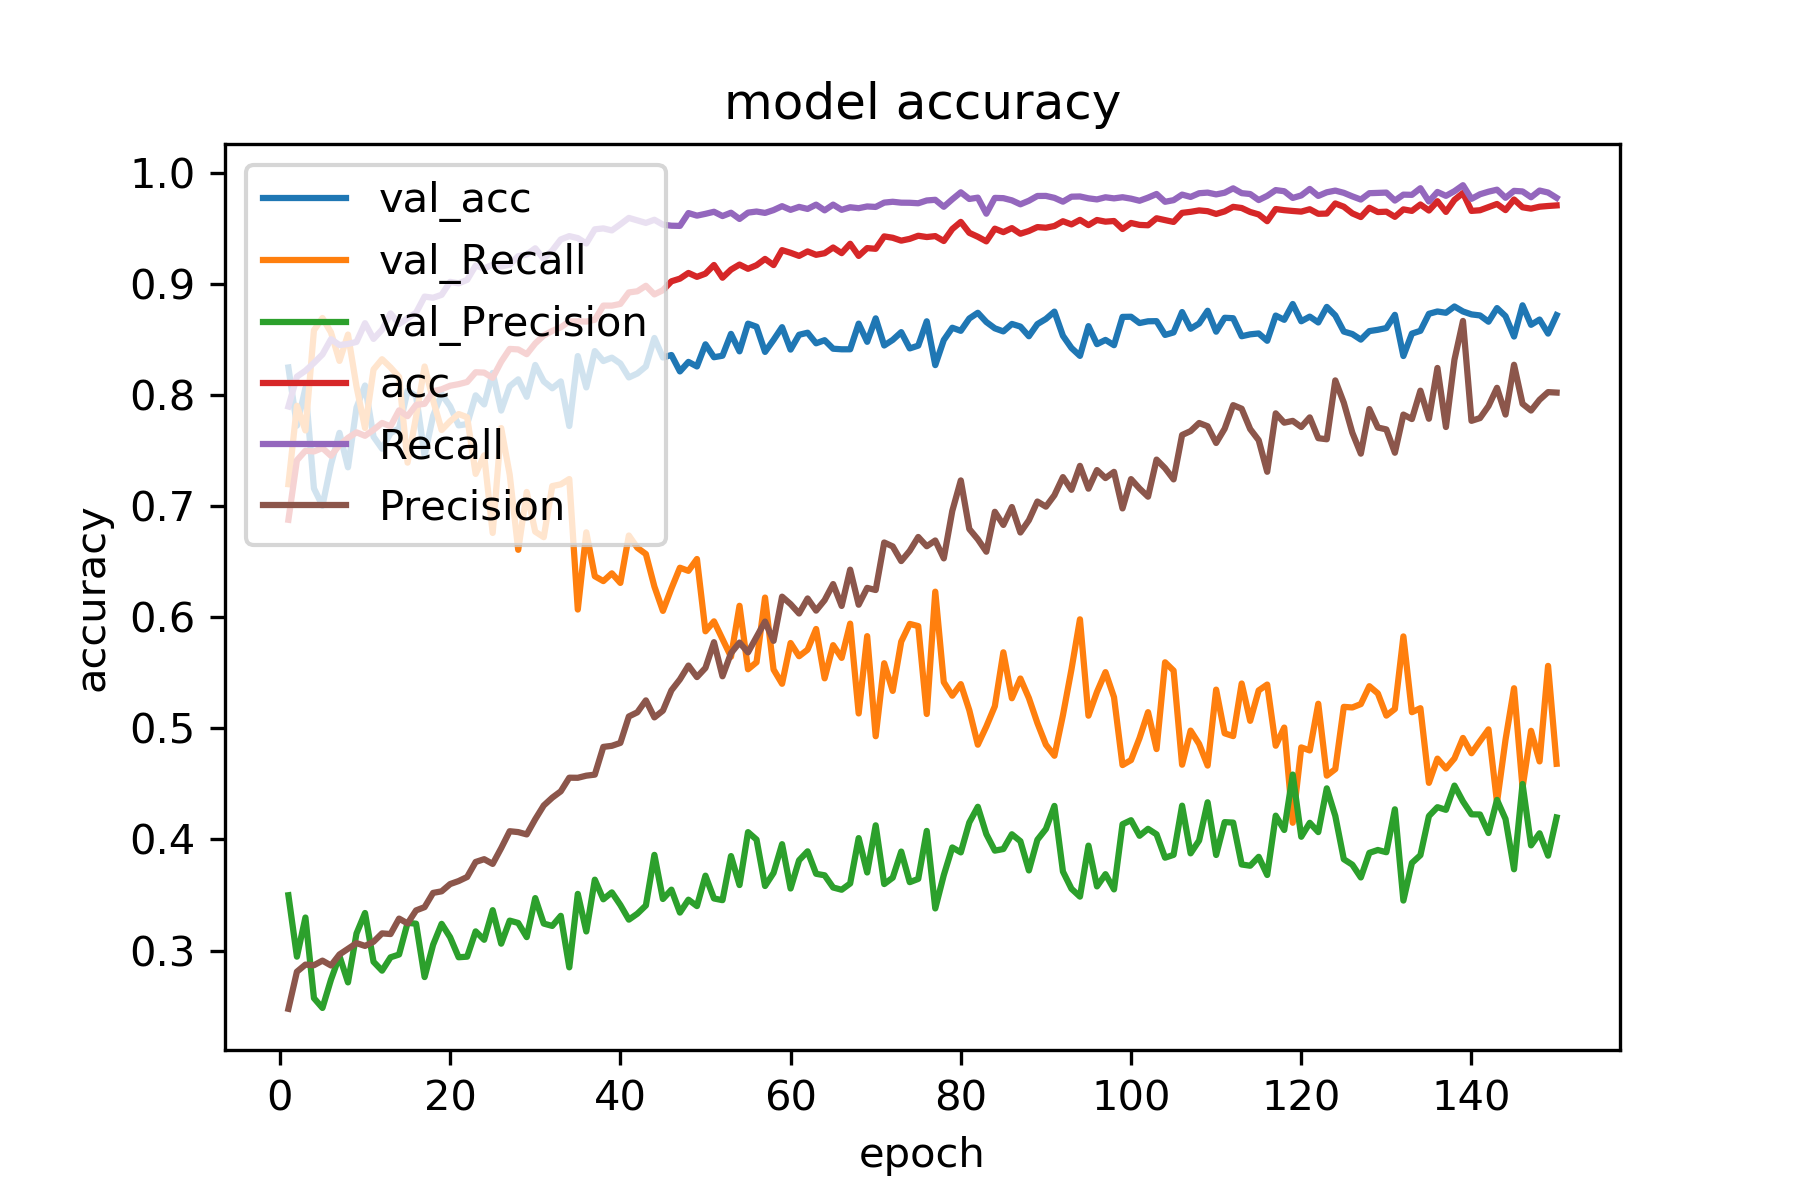 model accuracy
1.0
0.9
0.8
0.7
0.6
0.5
0.4
0.3
accuracy
val_acc
val_Recall
val_Precision
acc
Recall
Precision
0 20 40 60 80 100 120 140
epoch